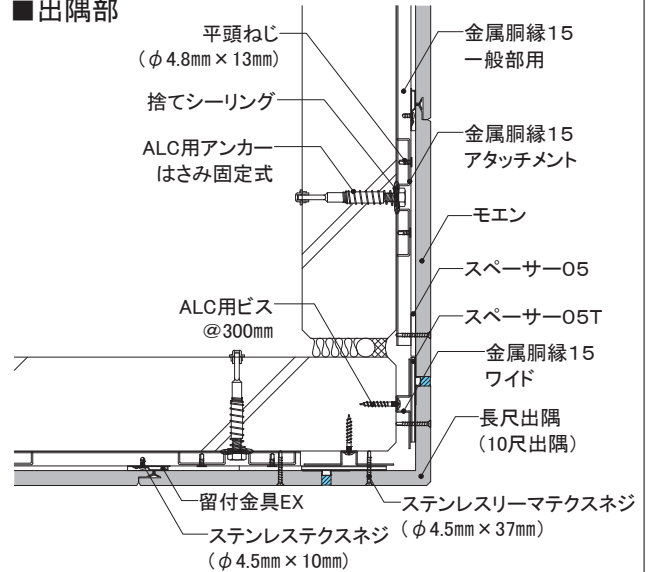 ■出隅部
平頭ねじ
（φ4.8㎜×13㎜）
捨てシーリング
ALC用アンカー
はさみ固定式
ALC用ビス
@300㎜
金属胴縁15
一般部用
金属胴縁15
アタッチメント
モエン
スペーサー05
スペーサー05T
金属胴縁15
ワイド
長尺出隅
（10尺出隅）
留付金具EX
ステンレスリーマテクスネジ
（φ4.5㎜×37㎜）
ステンレステクスネジ
（φ4.5㎜×10㎜）